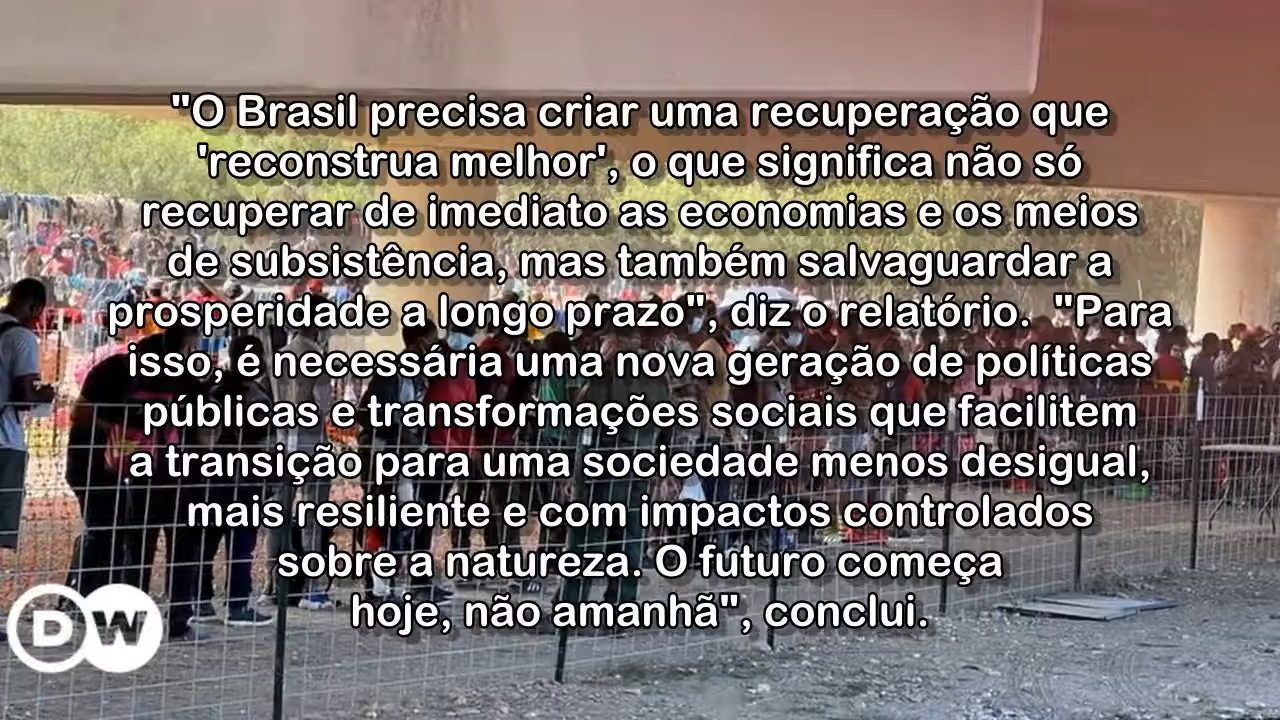 "O Brasil precisa criar uma recuperação que
'reconstrua melhor', o que significa não só
recuperar de imediato as economias e os meios
de subsistência, mas também salvaguardar a
prosperidade a longo prazo", diz o relatório.  "Para
isso, é necessária uma nova geração de políticas
públicas e transformações sociais que facilitem
a transição para uma sociedade menos desigual,
mais resiliente e com impactos controlados
sobre a natureza. O futuro começa
hoje, não amanhã", conclui.
DW